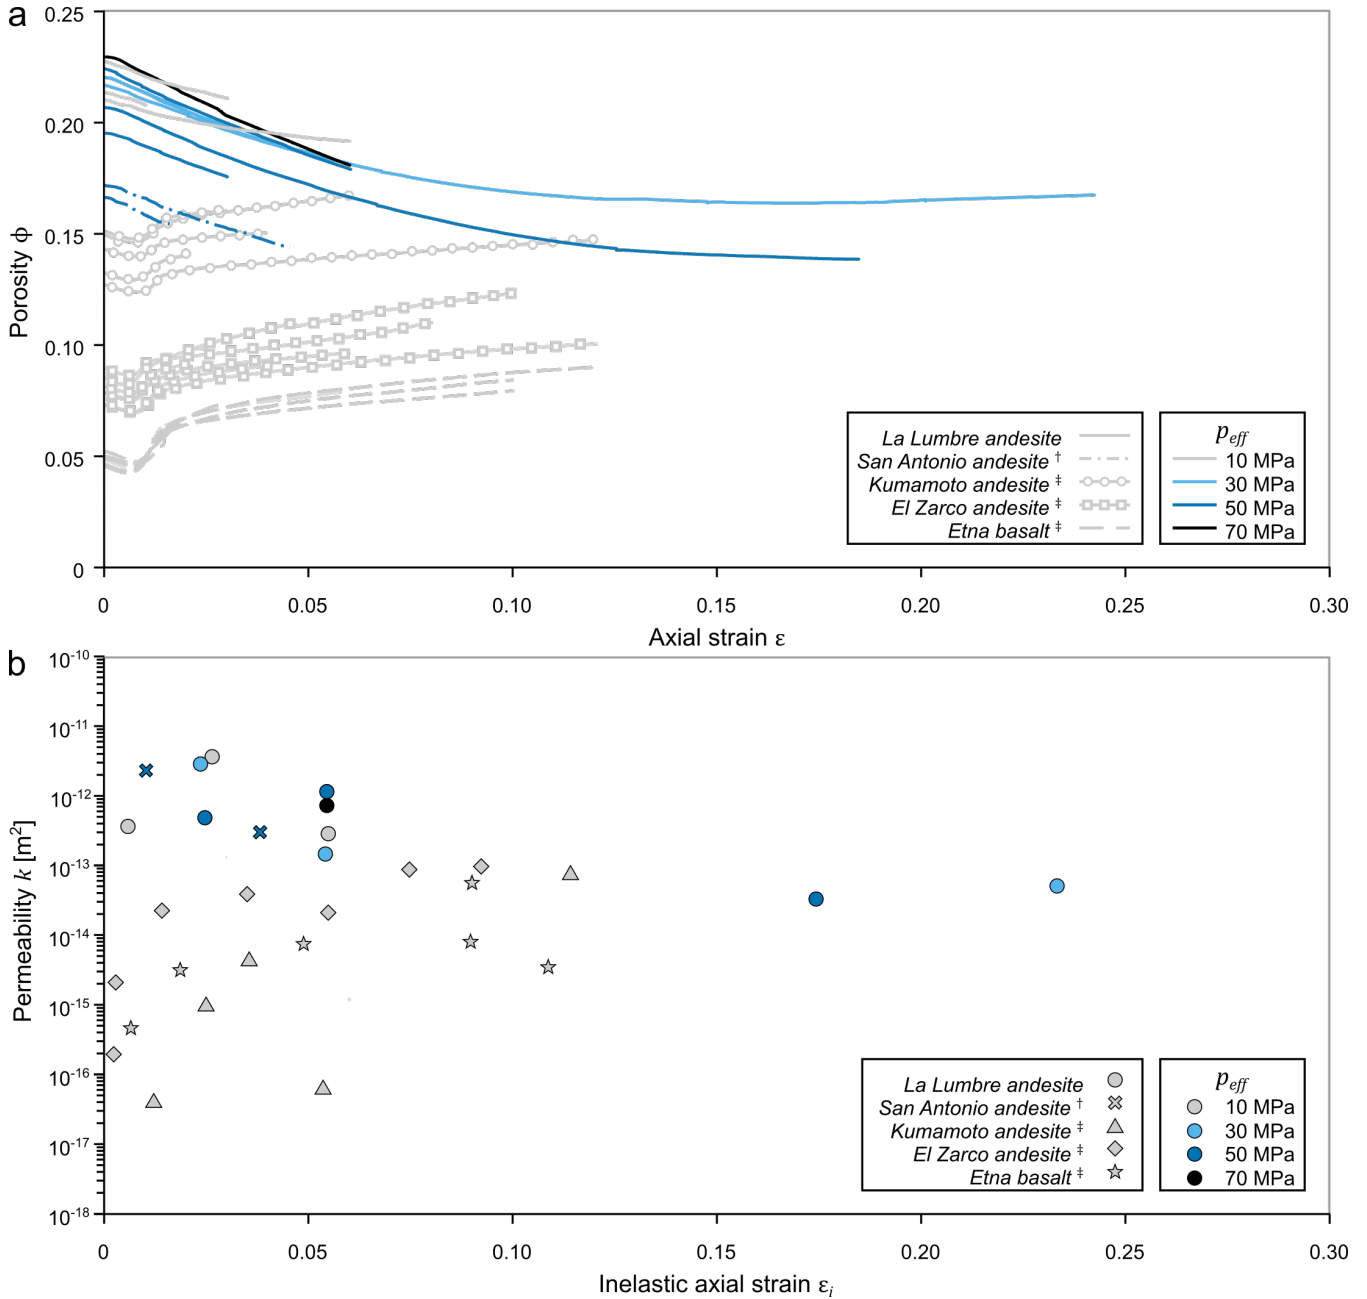 a
0.25
0.20
0.15
0.10
0.05
0
Porosity ϕ
La Lumbre andesite
San Antonio andesite †
Kumamoto andesite ‡
El Zarco andesite ‡
Etna basalt ‡
p_eff
10 MPa
30 MPa
50 MPa
70 MPa
0 0.05 0.10 0.15 0.20 0.25 0.30
Axial strain ε
b
10⁻¹⁰
10⁻¹¹
10⁻¹²
10⁻¹³
10⁻¹⁴
10⁻¹⁵
10⁻¹⁶
10⁻¹⁷
10⁻¹⁸
Permeability k [m²]
La Lumbre andesite
San Antonio andesite †
Kumamoto andesite ‡
El Zarco andesite ‡
Etna basalt ‡
p_eff
10 MPa
30 MPa
50 MPa
70 MPa
0 0.05 0.10 0.15 0.20 0.25 0.30
Inelastic axial strain ε_i